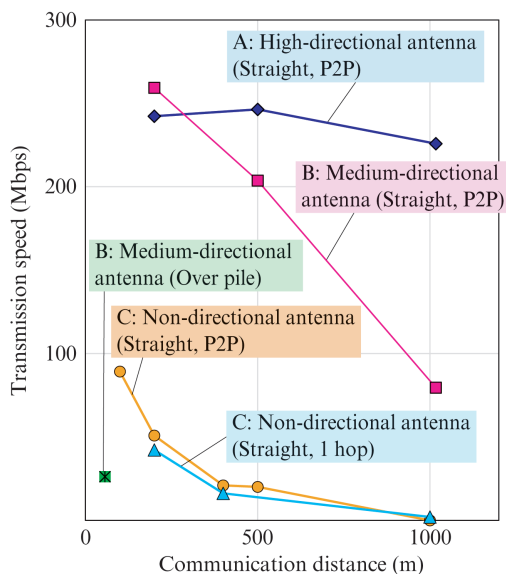 300
A: High-directional antenna
(Straight, P2P)
200
B: Medium-directional
antenna (Straight, P2P)
B: Medium-directional
antenna (Over pile)
C: Non-directional antenna
(Straight, P2P)
100
C: Non-directional antenna
(Straight, 1 hop)
Transmission speed (Mbps)
0
500
1000
Communication distance (m)